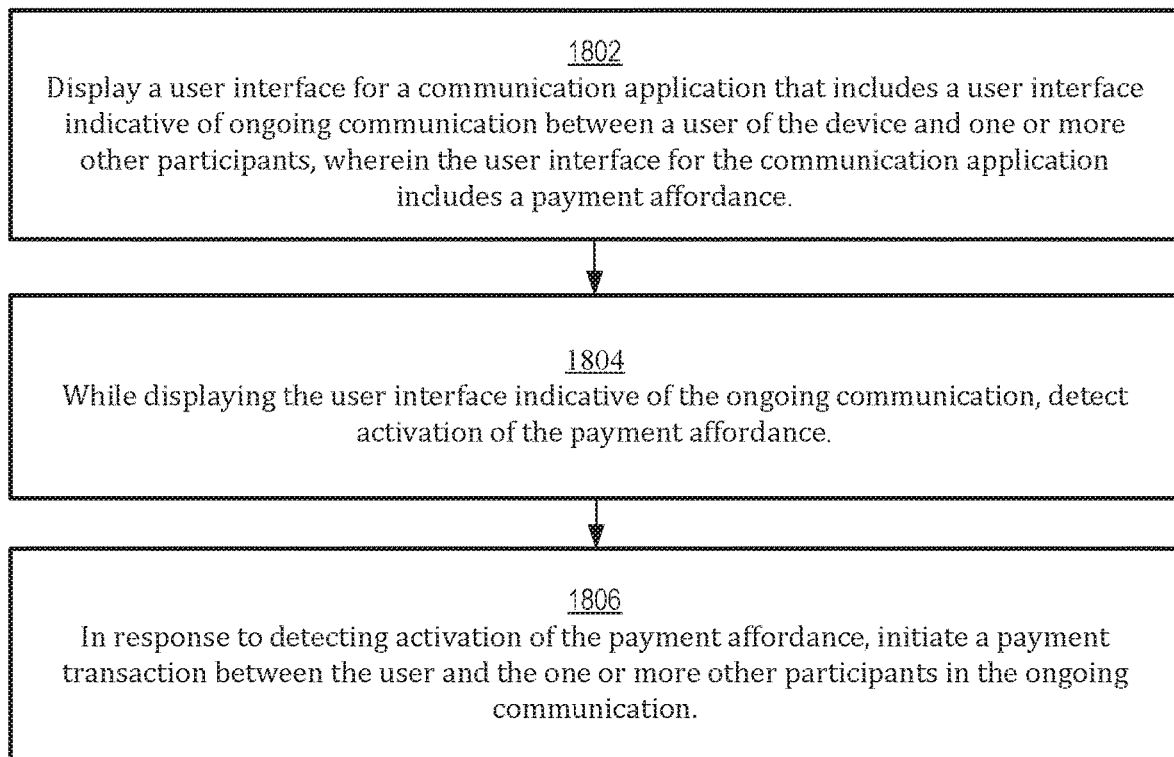 1802
Display a user interface for a communication application that includes a user interface
indicative of ongoing communication between a user of the device and one or more
other participants, wherein the user interface for the communication application
includes a payment affordance.
1804
While displaying the user interface indicative of the ongoing communication, detect
activation of the payment affordance.
1806
In response to detecting activation of the payment affordance, initiate a payment
transaction between the user and the one or more other participants in the ongoing
communication.